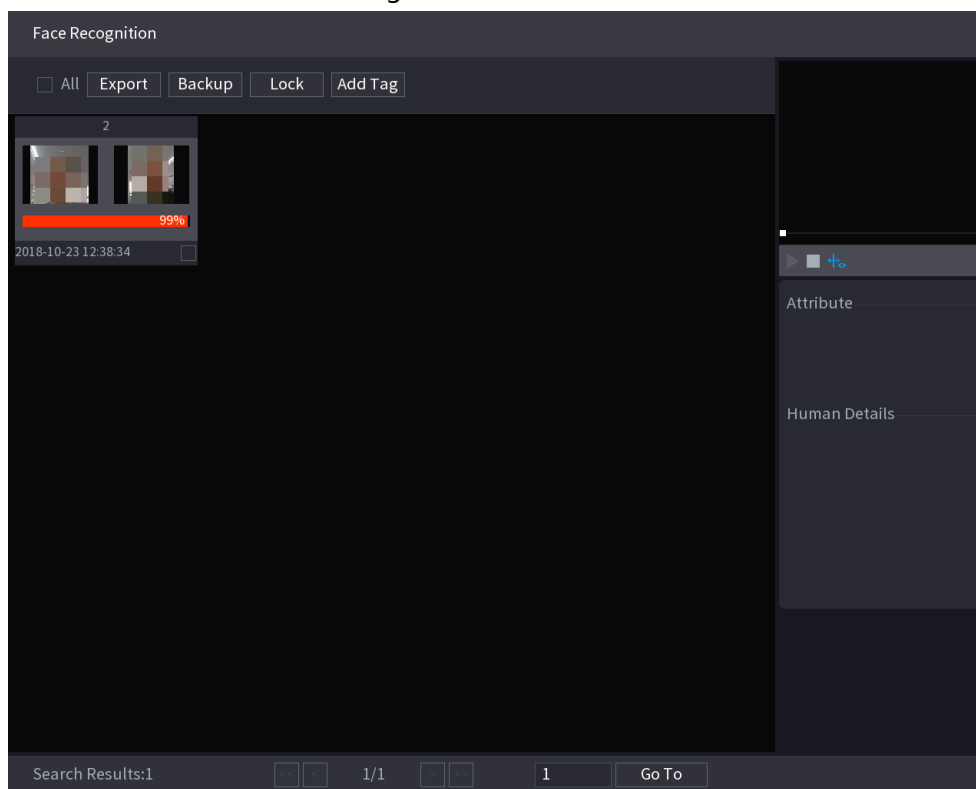 Face Recognition
All Export Backup Lock Add Tag
2
99%
2018-10-23 12:38:34
Attribute
Human Details
Search Results:1 << < 1/1 > >> 1 Go To